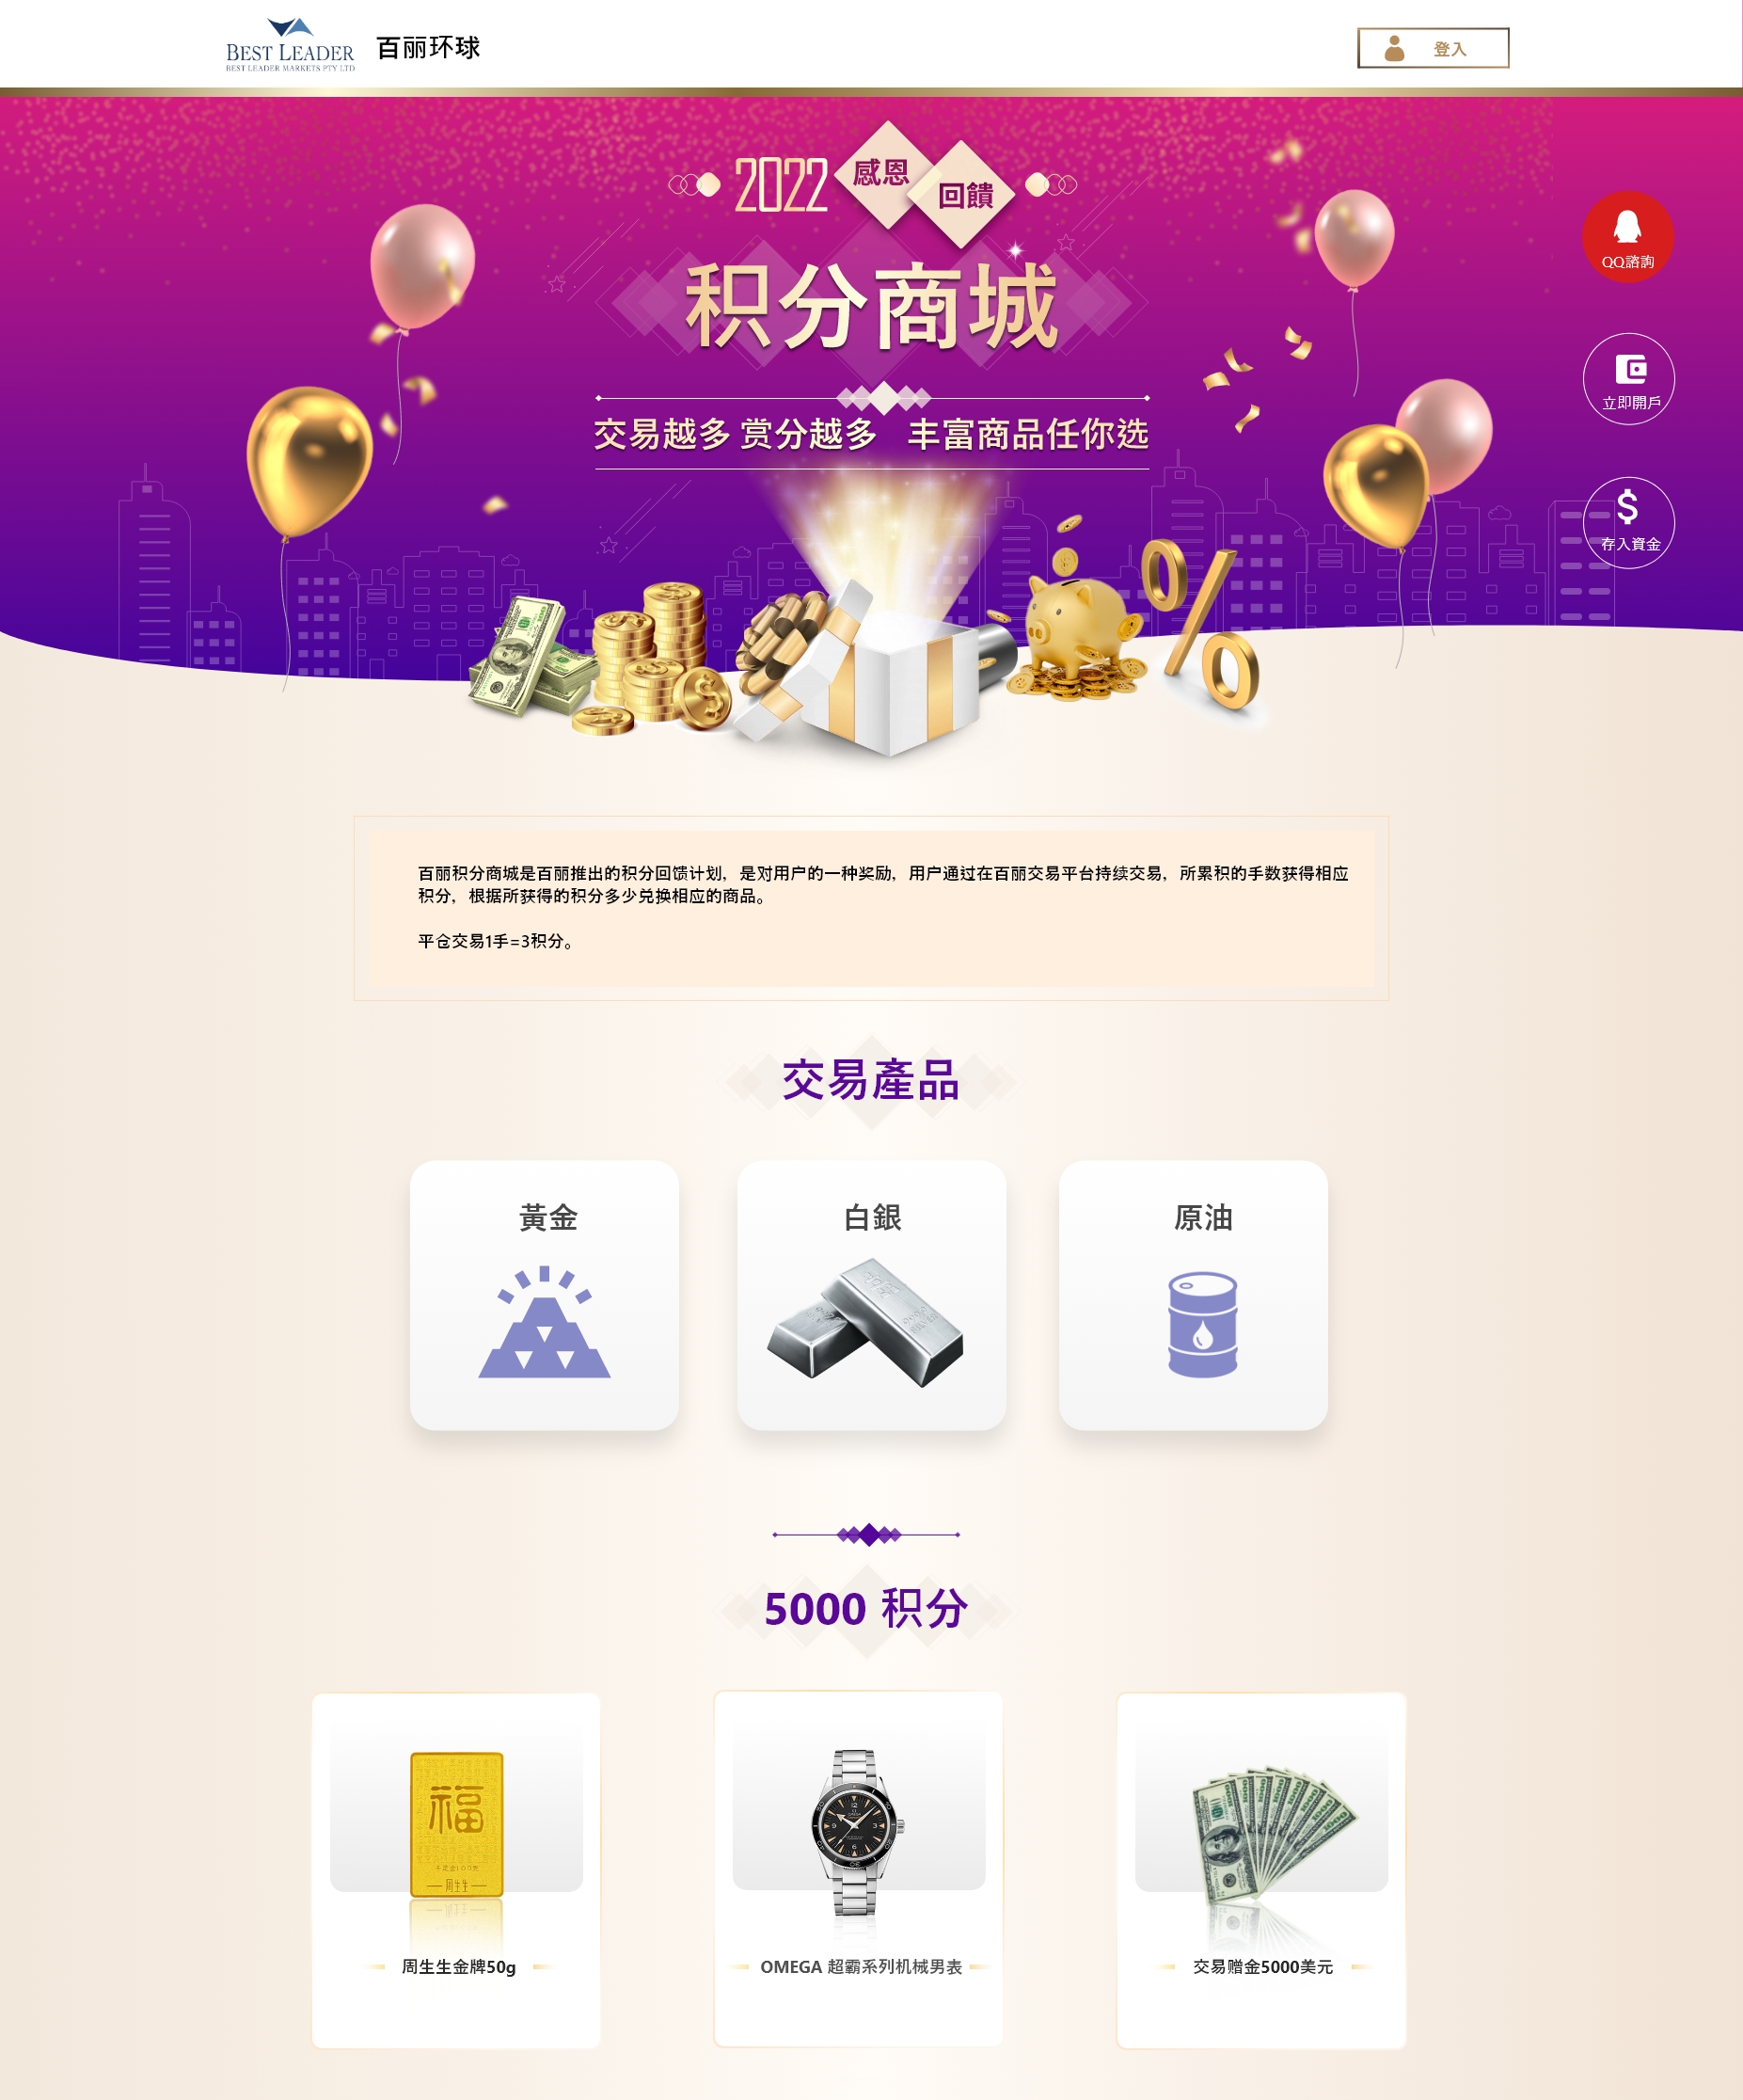 BEST LEADER
BEST LEADER MARKETS PTY LTD
百丽环球
登入
2022
感恩
回饋
积分商城
交易越多 赏分越多 丰富商品任你选
QQ諮詢
立即開戶
存入資金
百丽积分商城是百丽推出的积分回馈计划，是对用户的一种奖励，用户通过在百丽交易平台持续交易，所累积的手数获得相应
积分，根据所获得的积分多少兑换相应的商品。
平仓交易1手=3积分。
交易產品
黃金
白銀
原油
5000 积分
福
周生生
周生生金牌50g
OMEGA 超霸系列机械男表
交易赠金5000美元